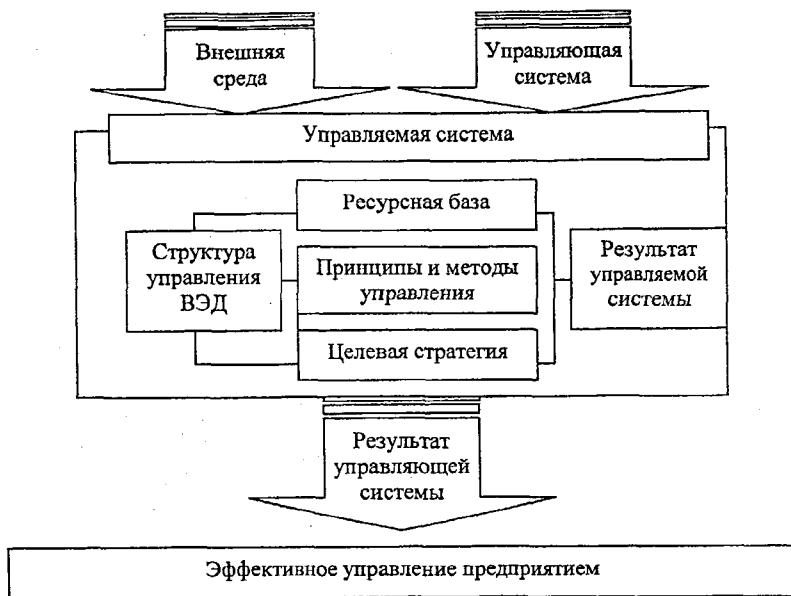 Внешняя
среда
Управляющая
система
Управляемая система
Ресурсная база
Структура
управления
ВЭД
Принципы и методы
управления
Результат
управляемой
системы
Целевая стратегия
Результат
управляющей
системы
Эффективное управление предприятием